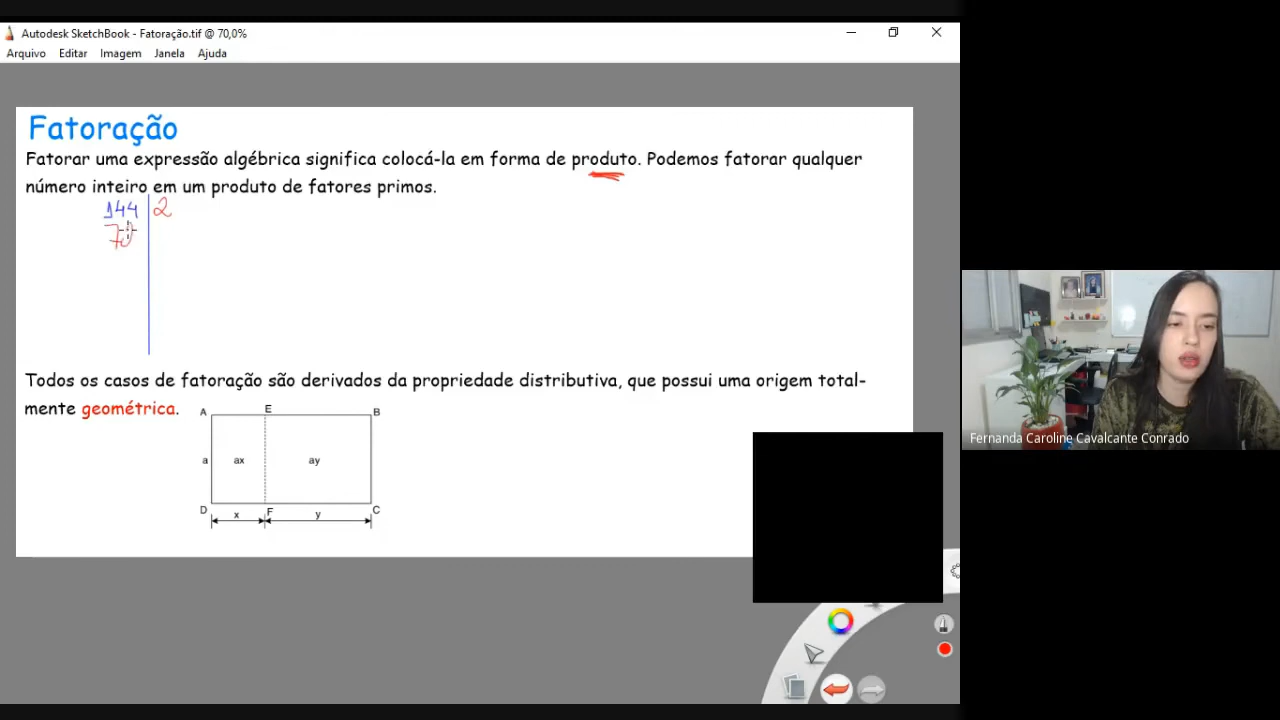 Autodesk SketchBook - Fatoração.tif @ 70,0%
Arquivo Editar Imagem Janela Ajuda
Fatoração
Fatorar uma expressão algébrica significa colocá-la em forma de produto. Podemos fatorar qualquer
número inteiro em um produto de fatores primos.
144 2
Todos os casos de fatoração são derivados da propriedade distributiva, que possui uma origem total-
mente geométrica.
A E B
a ax ay
D F C
x y
Fernanda Caroline Cavalcante Conrado